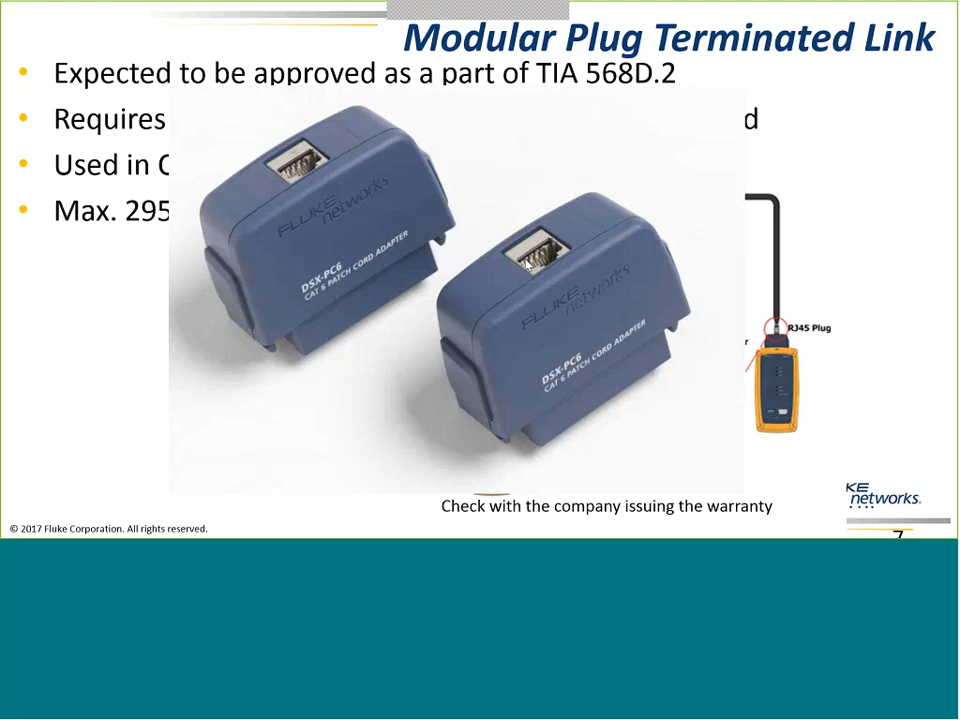 Modular Plug Terminated Link
• Expected to be approved as a part of TIA 568D.2
• Requires d
• Used in C
• Max. 295
FLUKE
networks
DSX-PC6
CAT 6 PATCH CORD ADAPTER
FLUKE
networks
DSX-PC6
CAT 6 PATCH CORD ADAPTER
RJ45 Plug
r
Check with the company issuing the warranty
KE
networks.
© 2017 Fluke Corporation. All rights reserved.
7